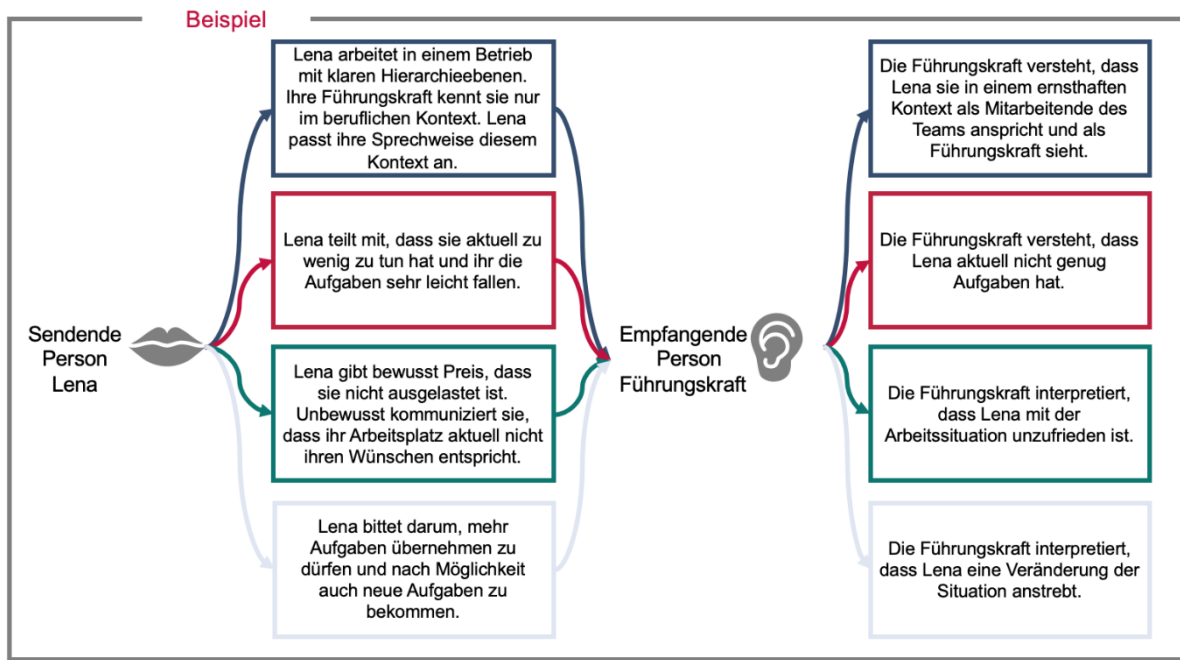 Beispiel
Lena arbeitet in einem Betrieb
mit klaren Hierarchieebenen.
Ihre Führungskraft kennt sie nur
im beruflichen Kontext. Lena
passt ihre Sprechweise diesem
Kontext an.
Lena teilt mit, dass sie aktuell zu
wenig zu tun hat und ihr die
Aufgaben sehr leicht fallen.
Sendende
Person
Lena
Lena gibt bewusst Preis, dass
sie nicht ausgelastet ist.
Unbewusst kommuniziert sie,
dass ihr Arbeitsplatz aktuell nicht
ihren Wünschen entspricht.
Lena bittet darum, mehr
Aufgaben übernehmen zu
dürfen und nach Möglichkeit
auch neue Aufgaben zu
bekommen.
Empfangende
Person
Führungskraft
Die Führungskraft versteht, dass
Lena sie in einem ernsthaften
Kontext als Mitarbeitende des
Teams anspricht und als
Führungskraft sieht.
Die Führungskraft versteht, dass
Lena aktuell nicht genug
Aufgaben hat.
Die Führungskraft interpretiert,
dass Lena mit der
Arbeitssituation unzufrieden ist.
Die Führungskraft interpretiert,
dass Lena eine Veränderung der
Situation anstrebt.